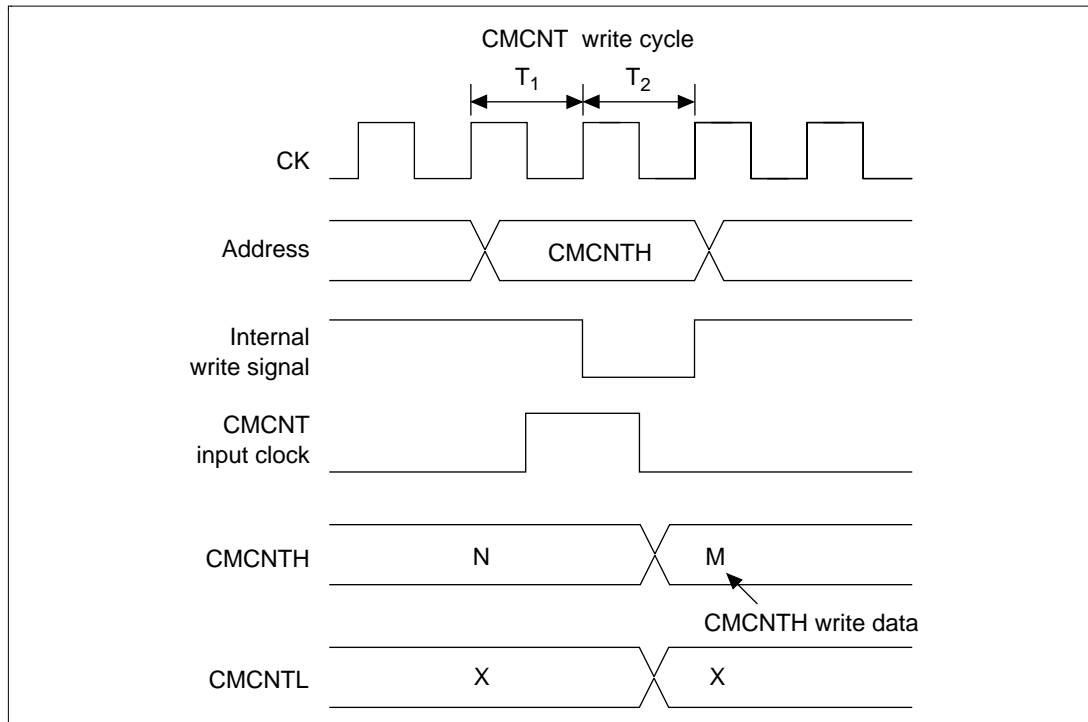 CMCNT write cycle
T1 T2
CK
Address CMCNTH
Internal
write signal
CMCNT
input clock
CMCNTH N M
CMCNTH write data
CMCNTL X X